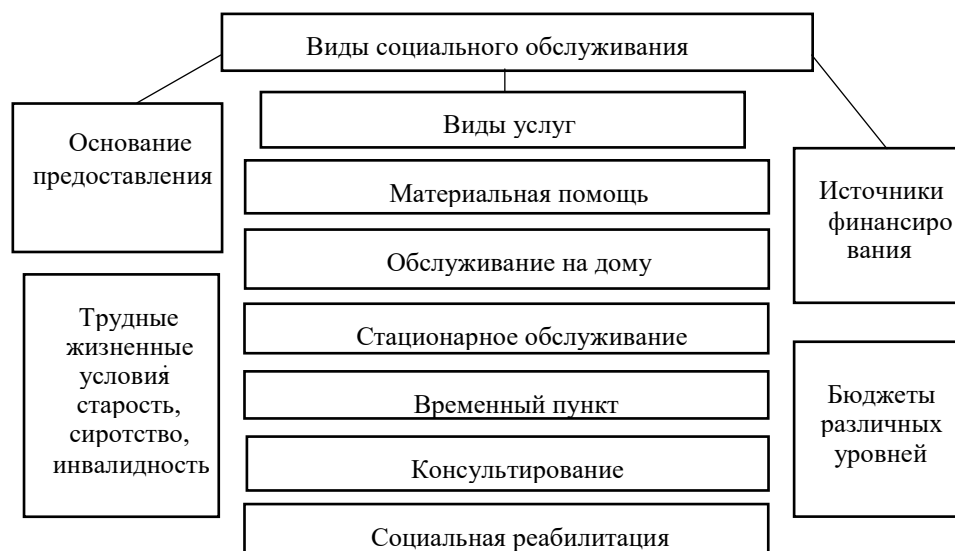 Виды социального обслуживания
Основание
предоставления
Виды услуг
Материальная помощь
Обслуживание на дому
Стационарное обслуживание
Временный пункт
Консультирование
Социальная реабилитация
Трудные
жизненные
условия:
старость,
сиротство,
инвалидность
Источники
финансиро
вания
Бюджеты
различных
уровней